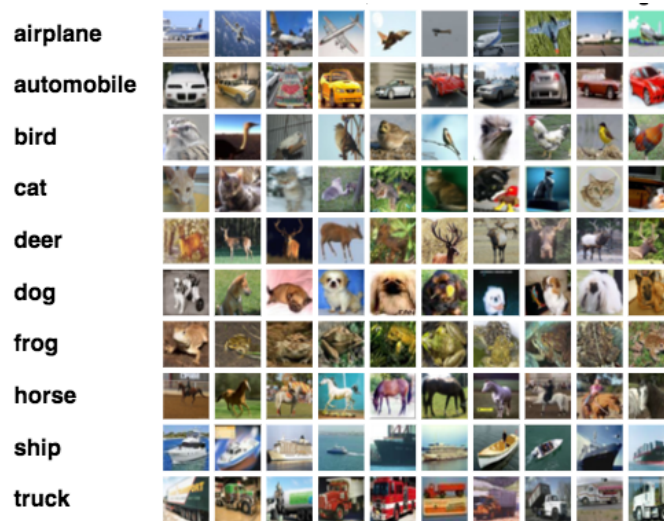 airplane
automobile
bird
cat
deer
dog
frog
horse
ship
truck